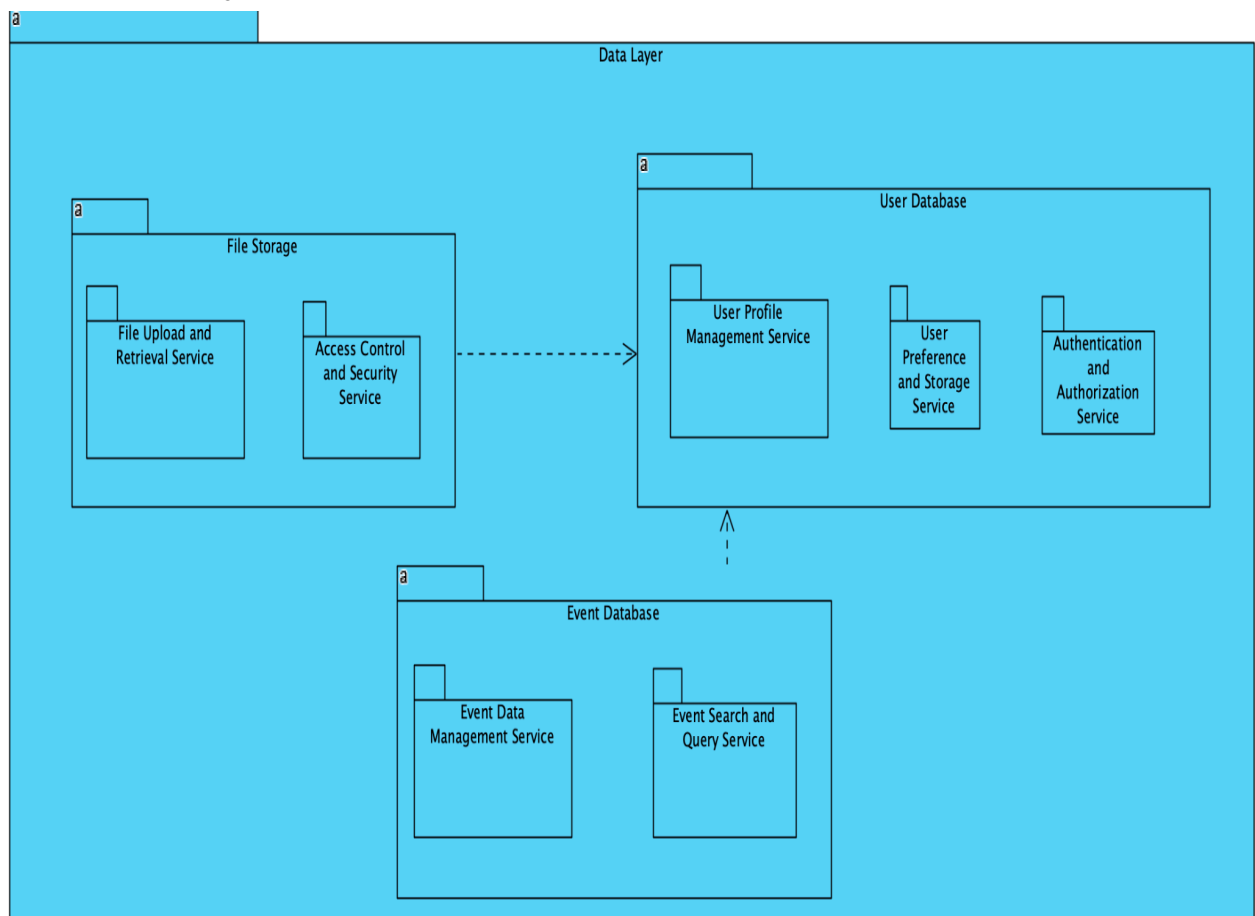 a
Data Layer
a
User Database
a
File Storage
User Profile
Management Service
User
Preference
and Storage
Service
Authentication
and
Authorization
Service
File Upload and
Retrieval Service
Access Control
and Security
Service
a
Event Database
Event Data
Management Service
Event Search and
Query Service